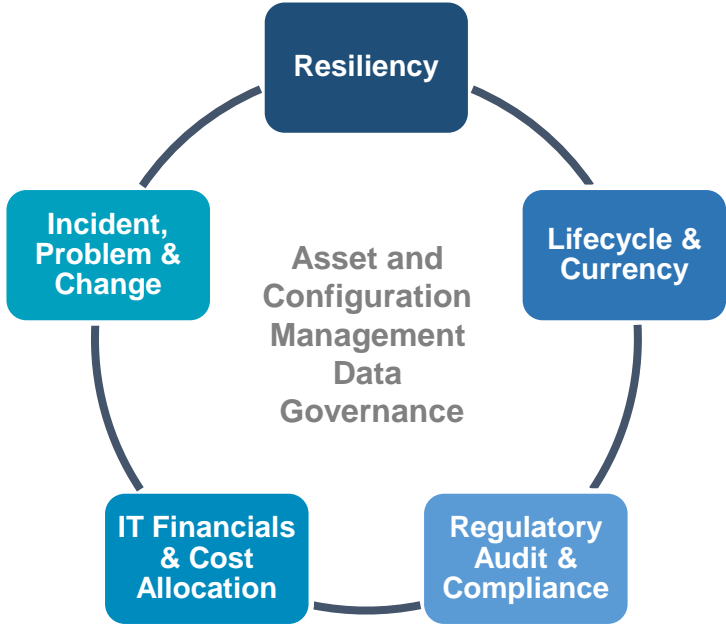 Resiliency
Lifecycle &
Currency
Regulatory
Audit &
Compliance
IT Financials
& Cost
Allocation
Incident,
Problem &
Change
Asset and
Configuration
Management
Data
Governance